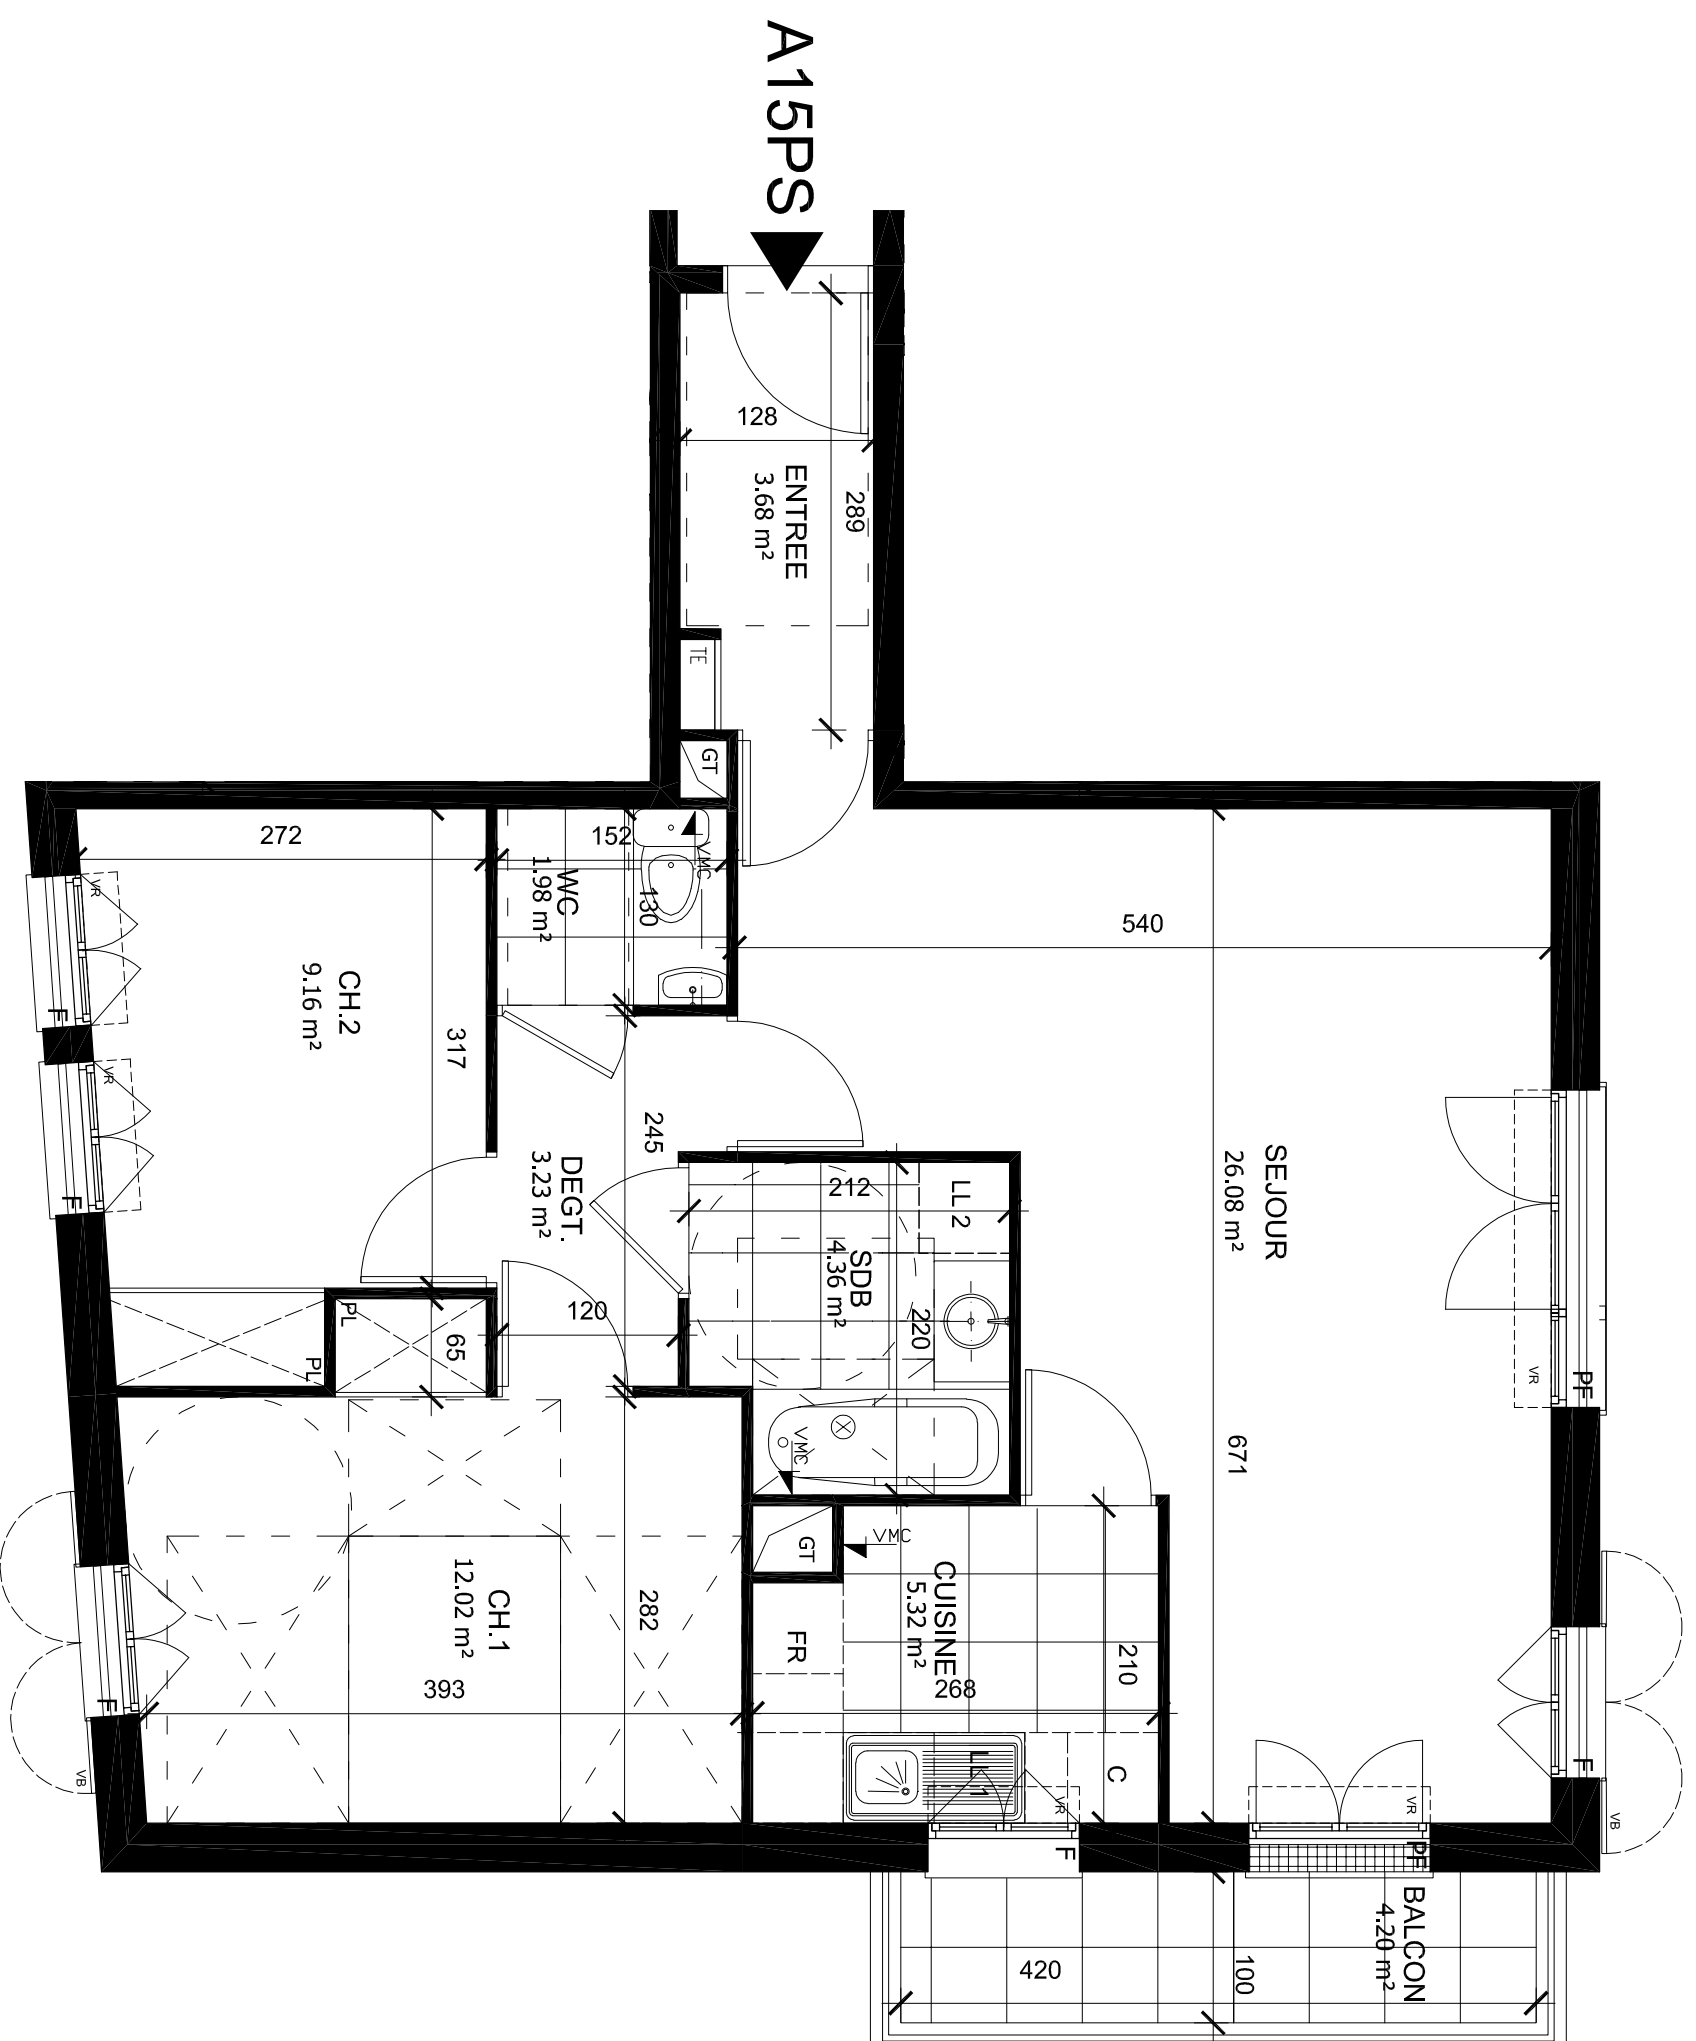 A15PS
128
289
ENTREE
3.68 m²
TE
GT
272
152
VMC
WC
1.98 m²
130
540
CH.2
9.16 m²
317
VR
F
VR
F
245
DEGT.
3.23 m²
120
65
PL
PL
212
LL2
SDB
4.36 m²
220
VMC
SEJOUR
26.08 m²
671
VR
PF
F
VB
VR
PF
GT
VMC
CUISINE
5.32 m²
FR
210
268
LL1
C
VR
F
CH.1
12.02 m²
282
393
F
VB
BALCON
4.20 m²
420
100